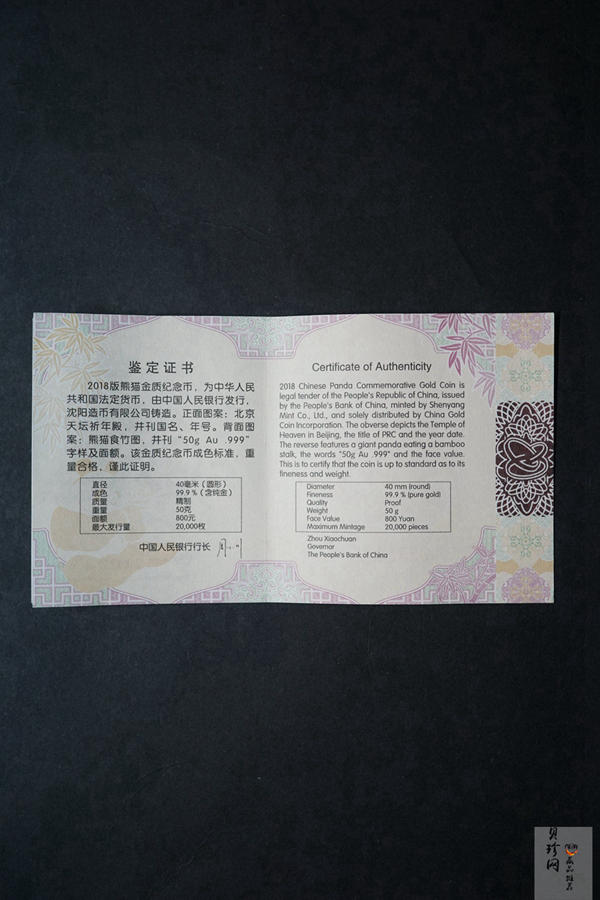 鉴定证书
2018版熊猫金质纪念币，为中华人民
共和国法定货币，由中国人民银行发行，
沈阳造币有限公司铸造。正面图案：北京
天坛祈年殿，并刊国名、年号。背面图
案：熊猫食竹图，并刊“50g Au .999”
字样及面额。该金质纪念币成色标准，重
量合格，谨此证明。
直径 40毫米（圆形）
成色 99.9％（含纯金）
质量 精制
重量 50克
面额 800元
最大发行量 20,000枚
中国人民银行行长
Certificate of Authenticity
2018 Chinese Panda Commemorative Gold Coin is
legal tender of the People's Republic of China, issued
by the People's Bank of China, minted by Shenyang
Mint Co., Ltd., and solely distributed by China Gold
Coin Incorporation. The obverse depicts the Temple of
Heaven in Beijing, the title of PRC and the year date.
The reverse features a giant panda eating a bamboo
stalk, the words "50g Au .999" and the face value.
This is to certify that the coin is up to standard as to its
fineness and weight.
Diameter 40 mm (round)
Fineness 99.9 % (pure gold)
Quality Proof
Weight 50 g
Face Value 800 Yuan
Maximum Mintage 20,000 pieces
Zhou Xiaochuan
Governor
The People's Bank of China
贝珍网